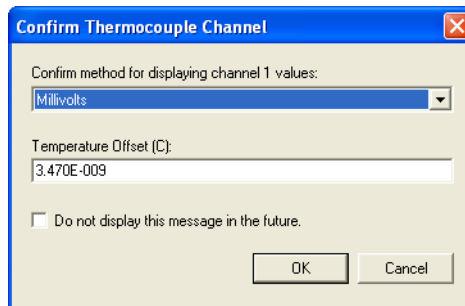 Confirm Thermocouple Channel
Confirm method for displaying channel 1 values:
Millivolts
Temperature Offset (C):
3.470E-009
Do not display this message in the future.
OK Cancel